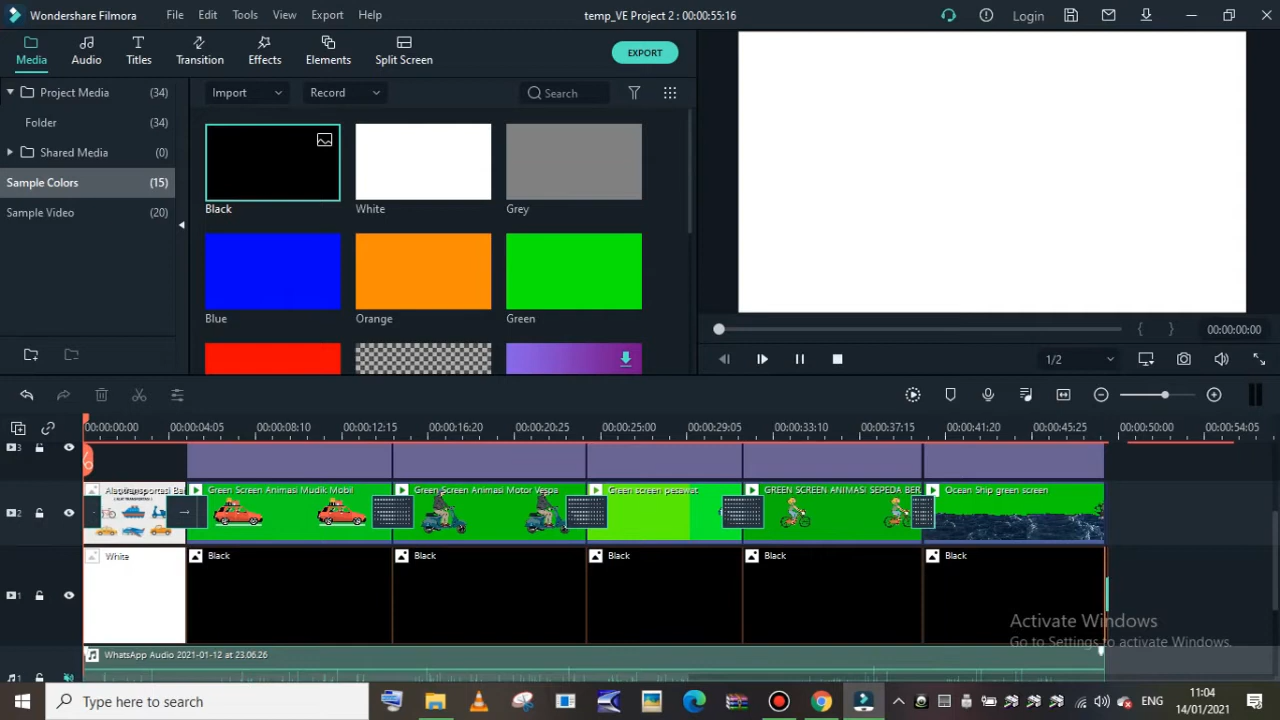 Wondershare Filmora File Edit Tools View Export Help temp_VE Project 2 : 00:00:55:16 Login
Media Audio Titles Transition Effects Elements Split Screen EXPORT
Project Media (34) Import Record Search
Folder (34)
Shared Media (0)
Sample Colors (15)
Sample Video (20)
Black White Grey
Blue Orange Green
00:00:00:00
1/2
00:00:00:00 00:00:04:05 00:00:08:10 00:00:12:15 00:00:16:20 00:00:20:25 00:00:25:00 00:00:29:05 00:00:33:10 00:00:37:15 00:00:41:20 00:00:45:25 00:00:50:00 00:00:54:05
3
Green Screen Animasi Mudik Mobil Green Screen Animasi Motor Vespa Green screen pesawat GREEN SCREEN ANIMASI SEPEDA BER Ocean Ship green screen
2
White Black Black Black Black Black
1
Activate Windows
Go to Settings to activate Windows.
WhatsApp Audio 2021-01-12 at 23.06.26
1
Type here to search ENG 11:04
14/01/2021